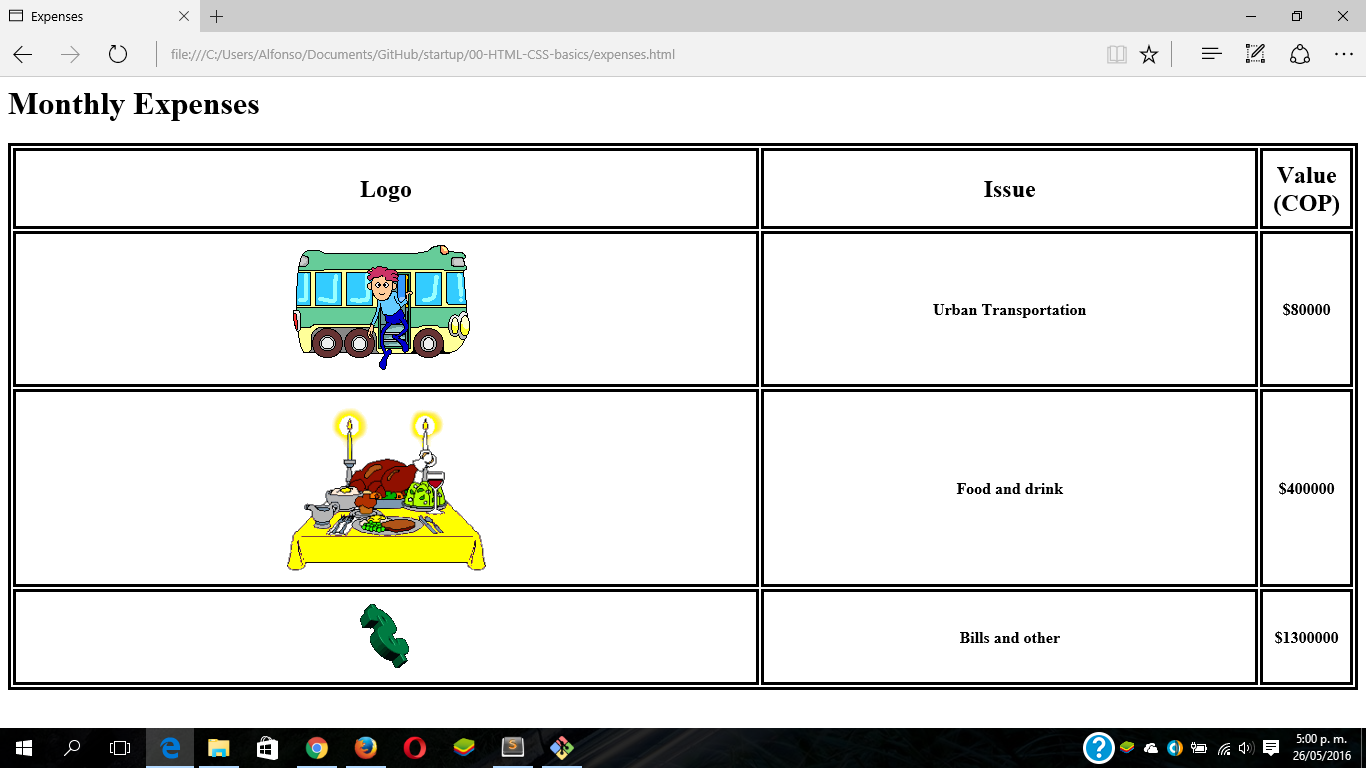 Expenses
file:///C:/Users/Alfonso/Documents/GitHub/startup/00-HTML-CSS-basics/expenses.html
Monthly Expenses
Logo
Issue
Value
(COP)
Urban Transportation
$80000
Food and drink
$400000
Bills and other
$1300000
5:00 p. m.
26/05/2016